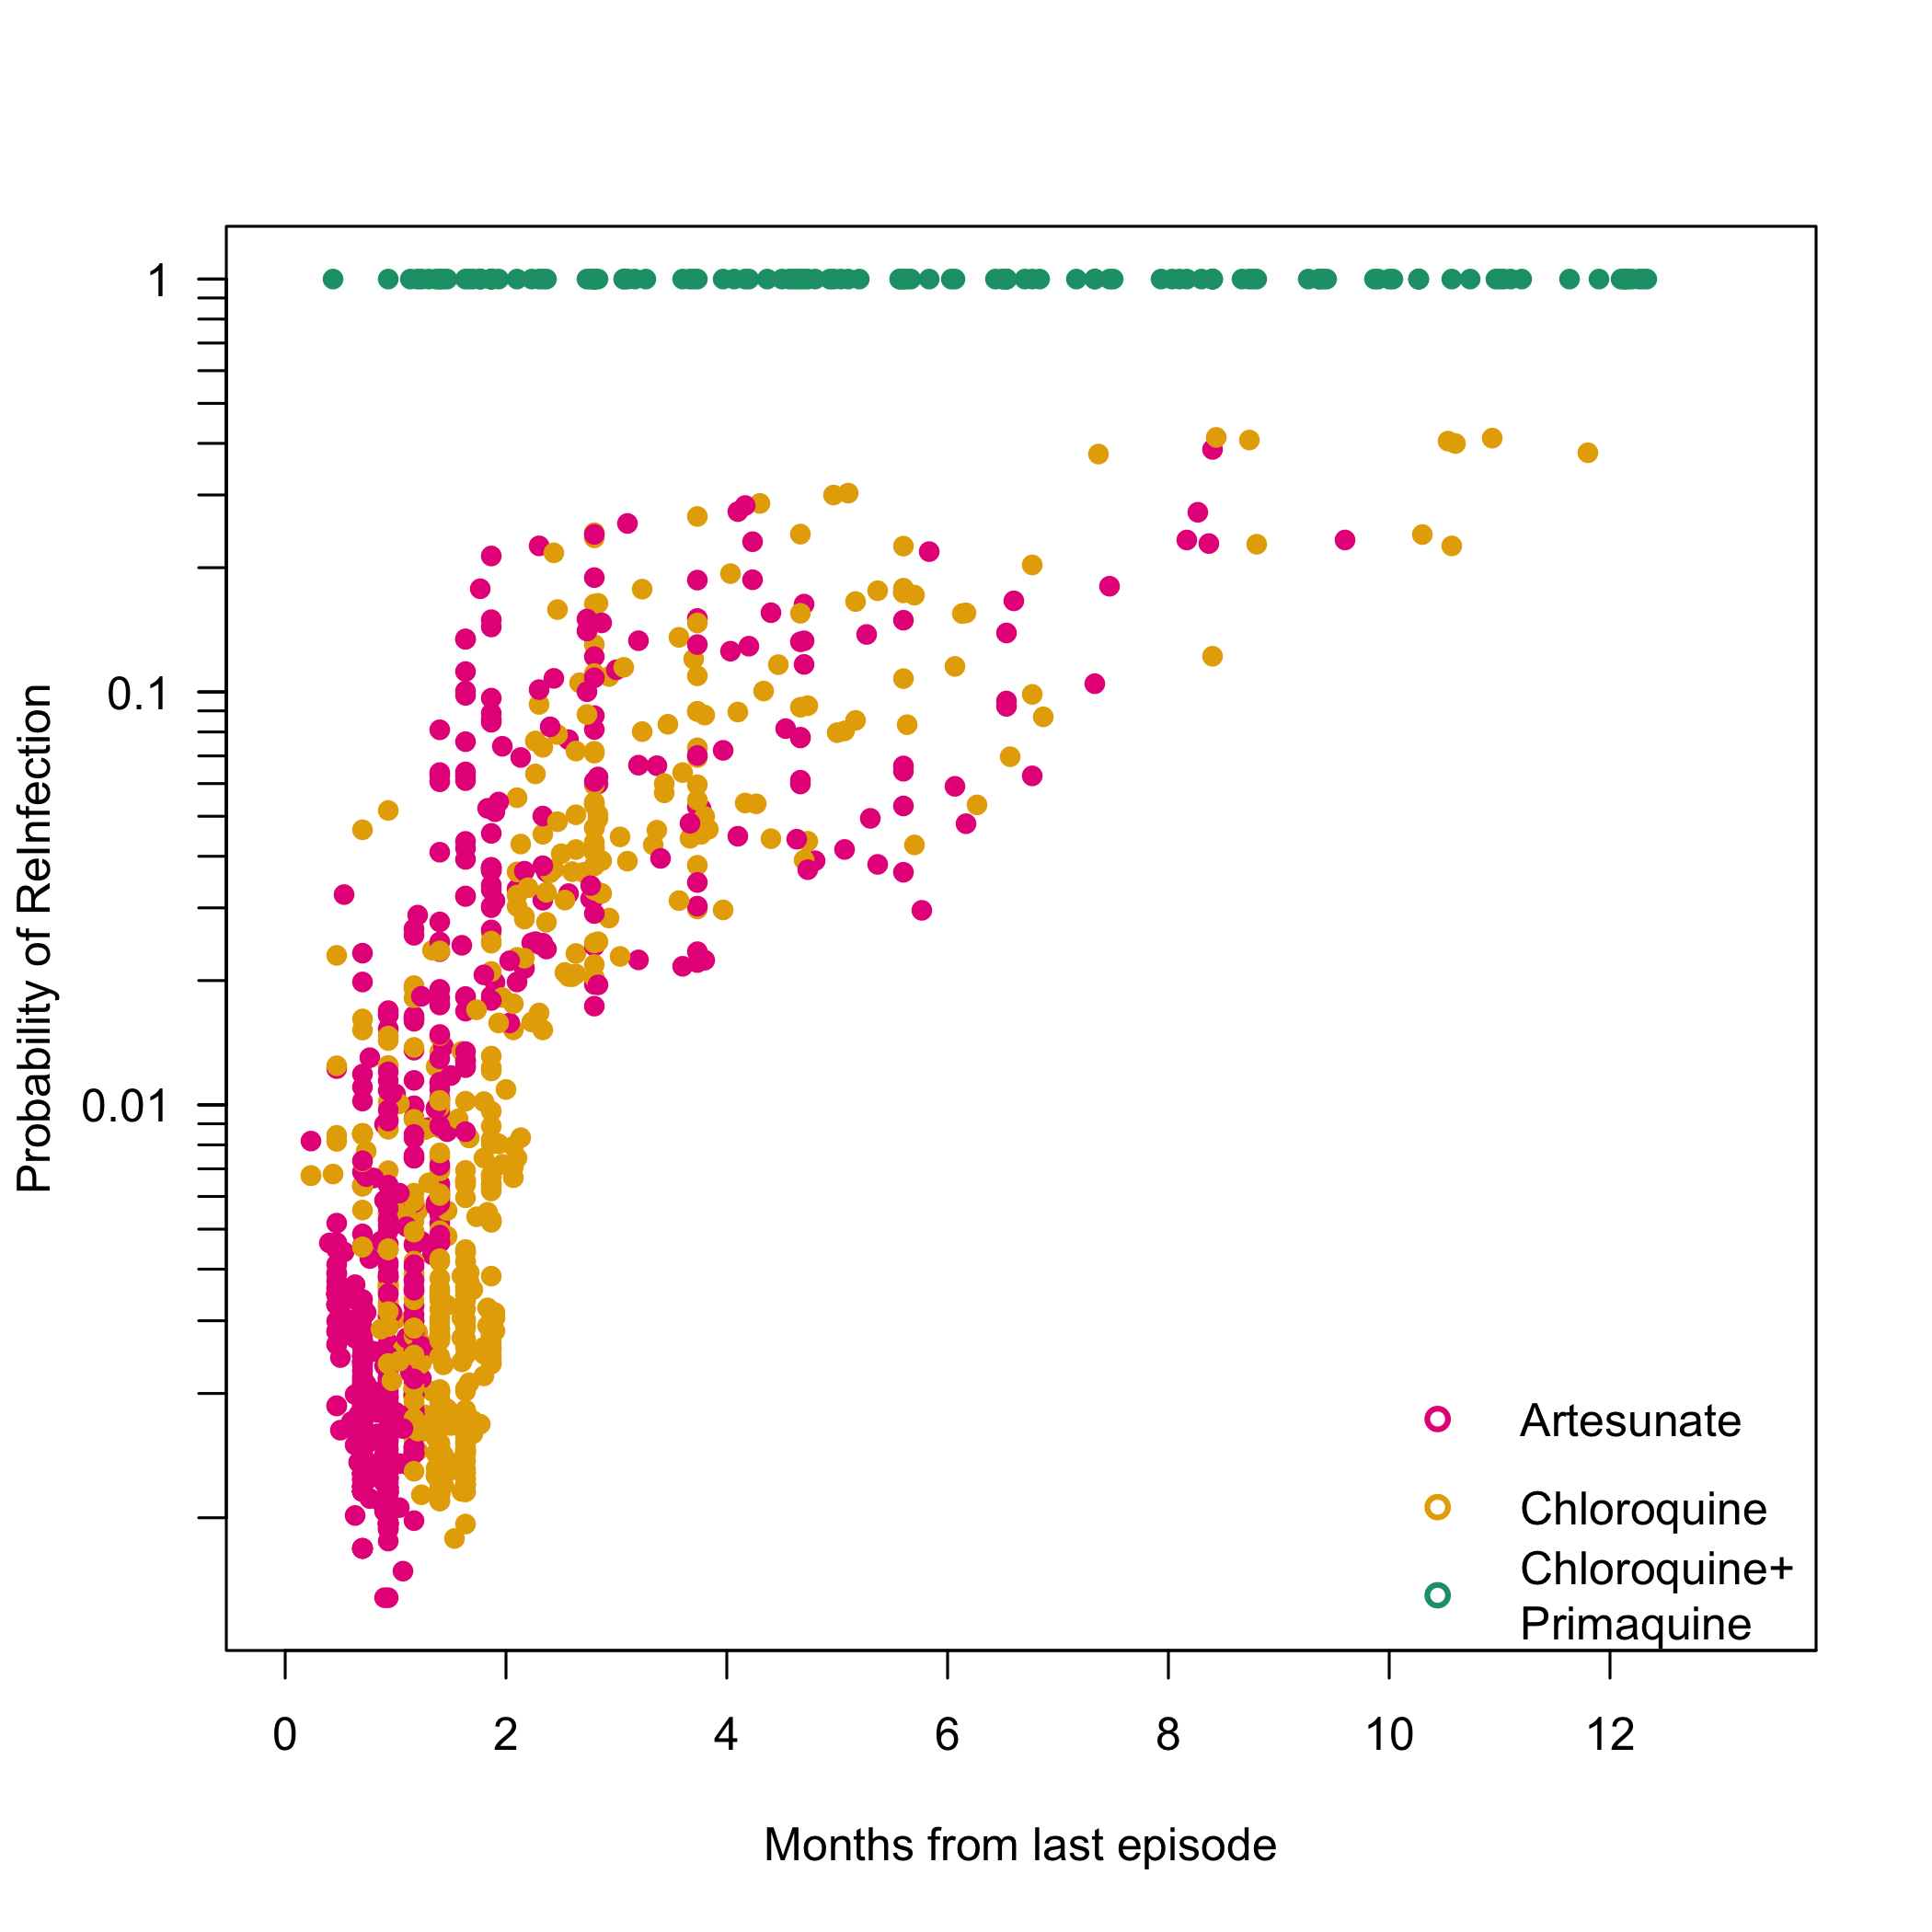 Probability of ReInfection
1
0.1
0.01
0 2 4 6 8 10 12
Months from last episode
Artesunate
Chloroquine
Chloroquine+
Primaquine